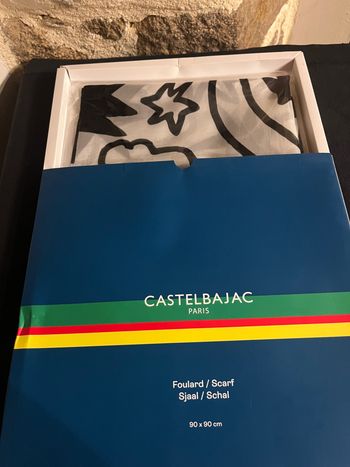 CASTELBAJAC
PARIS
Foulard / Scarf
Sjaal / Schal
90 x 90 cm